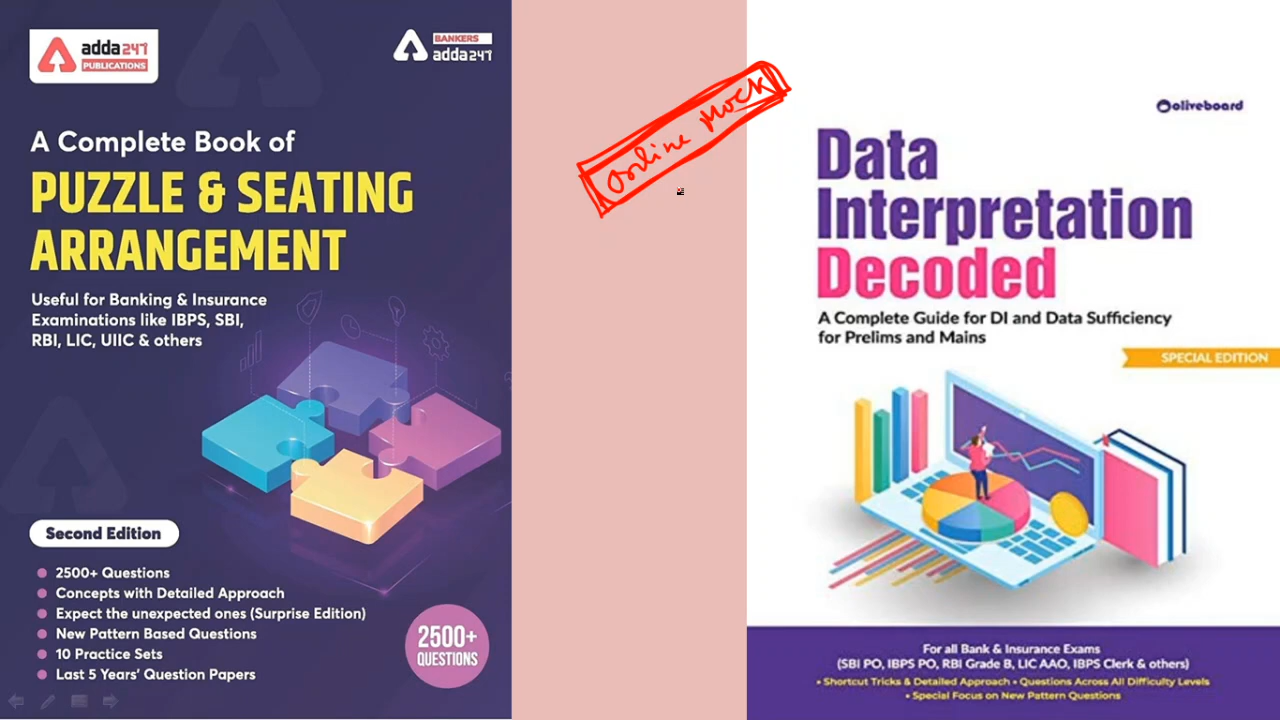 adda247
PUBLICATIONS
BANKERS
adda247
A Complete Book of
PUZZLE & SEATING
ARRANGEMENT
Useful for Banking & Insurance
Examinations like IBPS, SBI,
RBI, LIC, UIIC & others
Second Edition
2500+ Questions
Concepts with Detailed Approach
Expect the unexpected ones (Surprise Edition)
New Pattern Based Questions
10 Practice Sets
Last 5 Years' Question Papers
2500+
QUESTIONS
Online Mock
oliveboard
Data
Interpretation
Decoded
A Complete Guide for DI and Data Sufficiency
for Prelims and Mains
SPECIAL EDITION
For all Bank & Insurance Exams
(SBI PO, IBPS PO, RBI Grade B, LIC AAO, IBPS Clerk & others)
• Shortcut Tricks & Detailed Approach • Questions Across All Difficulty Levels
• Special Focus on New Pattern Questions